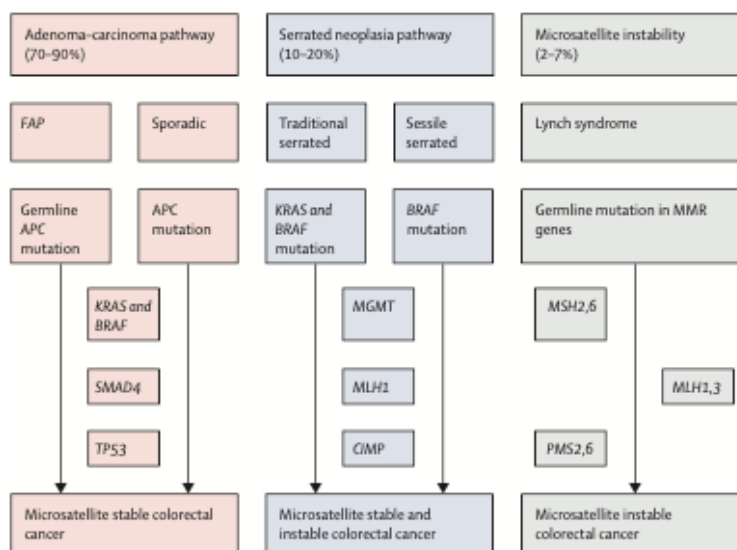 Adenoma-carcinoma pathway
(70–90%)
Serrated neoplasia pathway
(10–20%)
Microsatellite instability
(2–7%)
FAP
Sporadic
Traditional
serrated
Sessile
serrated
Lynch syndrome
Germline
APC
mutation
APC
mutation
KRAS and
BRAF
mutation
BRAF
mutation
Germline mutation in MMR
genes
KRAS and
BRAF
MGMT
MSH2,6
SMAD4
MLH1
MLH1,3
TP53
CIMP
PMS2,6
Microsatellite stable colorectal
cancer
Microsatellite stable and
instable colorectal cancer
Microsatellite instable
colorectal cancer